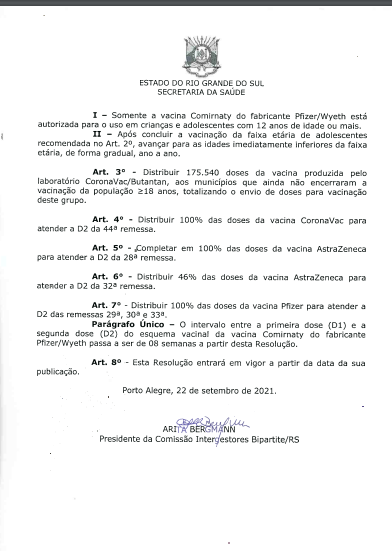 ESTADO DO RIO GRANDE DO SUL
SECRETARIA DA SAÚDE
I – Somente a vacina Comirnaty do fabricante Pfizer/Wyeth está
autorizada para o uso em crianças e adolescentes com 12 anos de idade ou mais.
II – Após concluir a vacinação da faixa etária de adolescentes
recomendada no Art. 2º, avançar para as idades imediatamente inferiores da faixa
etária, de forma gradual, ano a ano.
Art. 3º - Distribuir 175.540 doses da vacina produzida pelo
laboratório CoronaVac/Butantan, aos municípios que ainda não encerraram a
vacinação da população ≥18 anos, totalizando o envio de doses para vacinação
deste grupo.
Art. 4º - Distribuir 100% das doses da vacina CoronaVac para
atender a D2 da 44ª remessa.
Art. 5º - Completar em 100% das doses da vacina AstraZeneca
para atender a D2 da 28ª remessa.
Art. 6º - Distribuir 46% das doses da vacina AstraZeneca para
atender a D2 da 32ª remessa.
Art. 7º - Distribuir 100% das doses da vacina Pfizer para atender a
D2 das remessas 29ª, 30ª e 33ª.
Parágrafo Único – O intervalo entre a primeira dose (D1) e a
segunda dose (D2) do esquema vacinal da vacina Comirnaty do fabricante
Pfizer/Wyeth passa a ser de 08 semanas a partir desta Resolução.
Art. 8º - Esta Resolução entrará em vigor a partir da data da sua
publicação.
Porto Alegre, 22 de setembro de 2021.
ARITA BERGMANN
Presidente da Comissão Intergestores Bipartite/RS